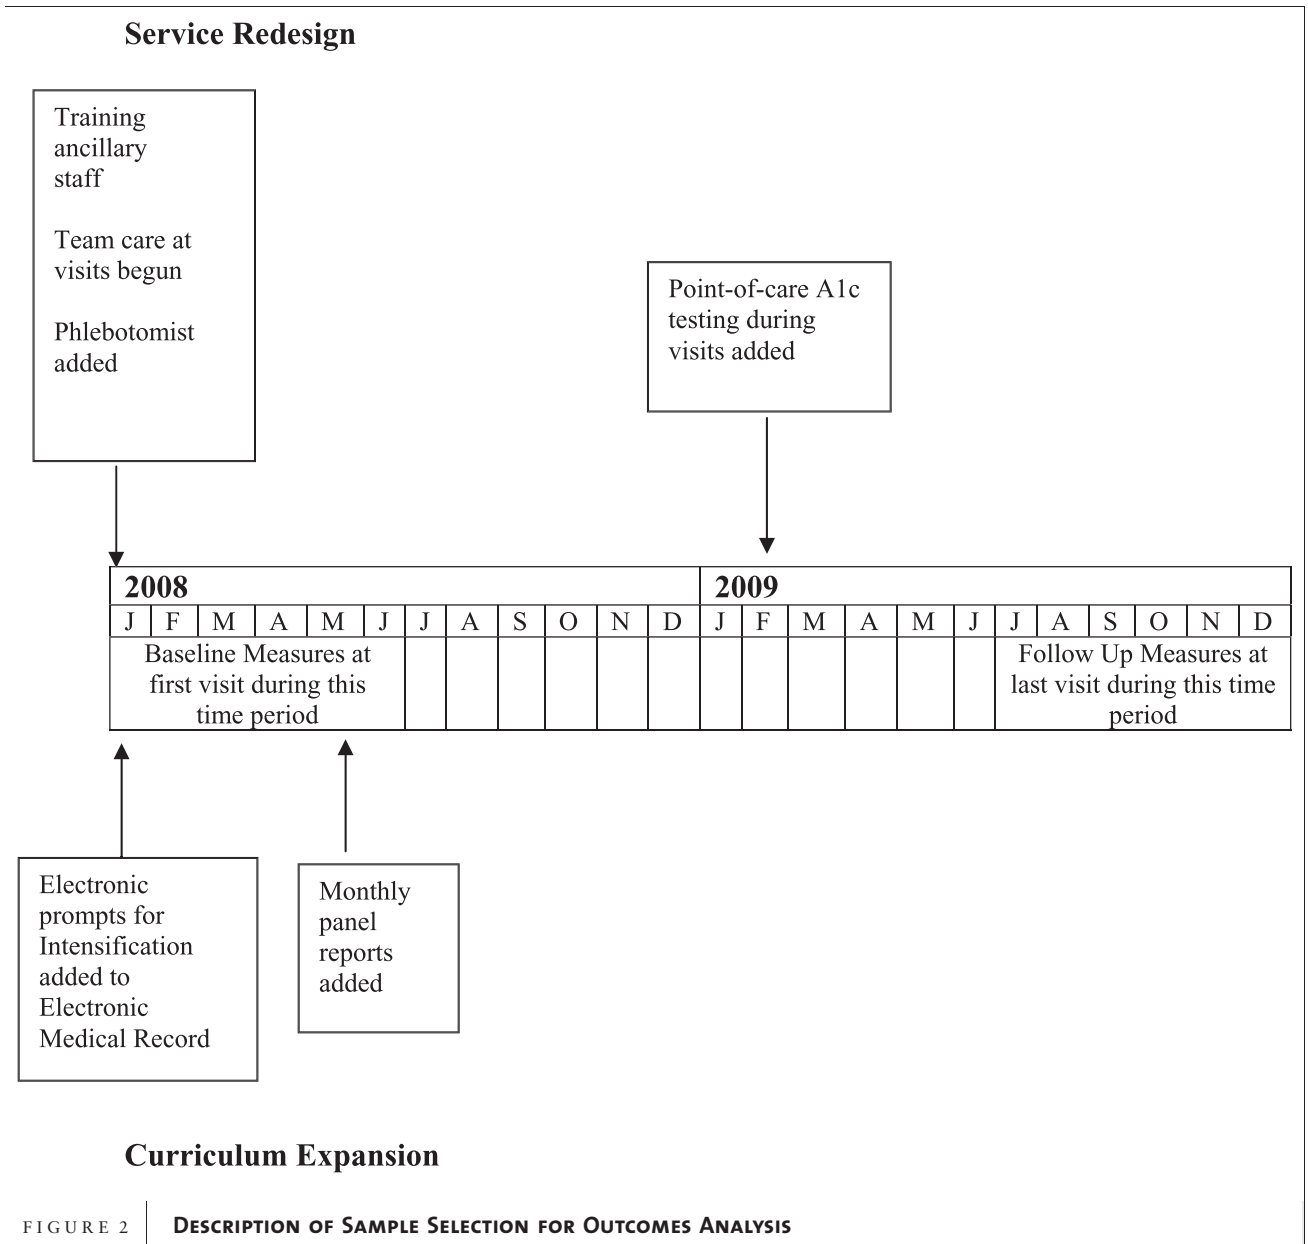 Service Redesign
Training
ancillary
staff
Team care at
visits begun
Phlebotomist
added
Point-of-care A1c
testing during
visits added
2008 2009
J F M A M J J A S O N D J F M A M J J A S O N D
Baseline Measures at
first visit during this
time period
Follow Up Measures at
last visit during this time
period
Electronic
prompts for
Intensification
added to
Electronic
Medical Record
Monthly
panel
reports
added
Curriculum Expansion
FIGURE 2 DESCRIPTION OF SAMPLE SELECTION FOR OUTCOMES ANALYSIS